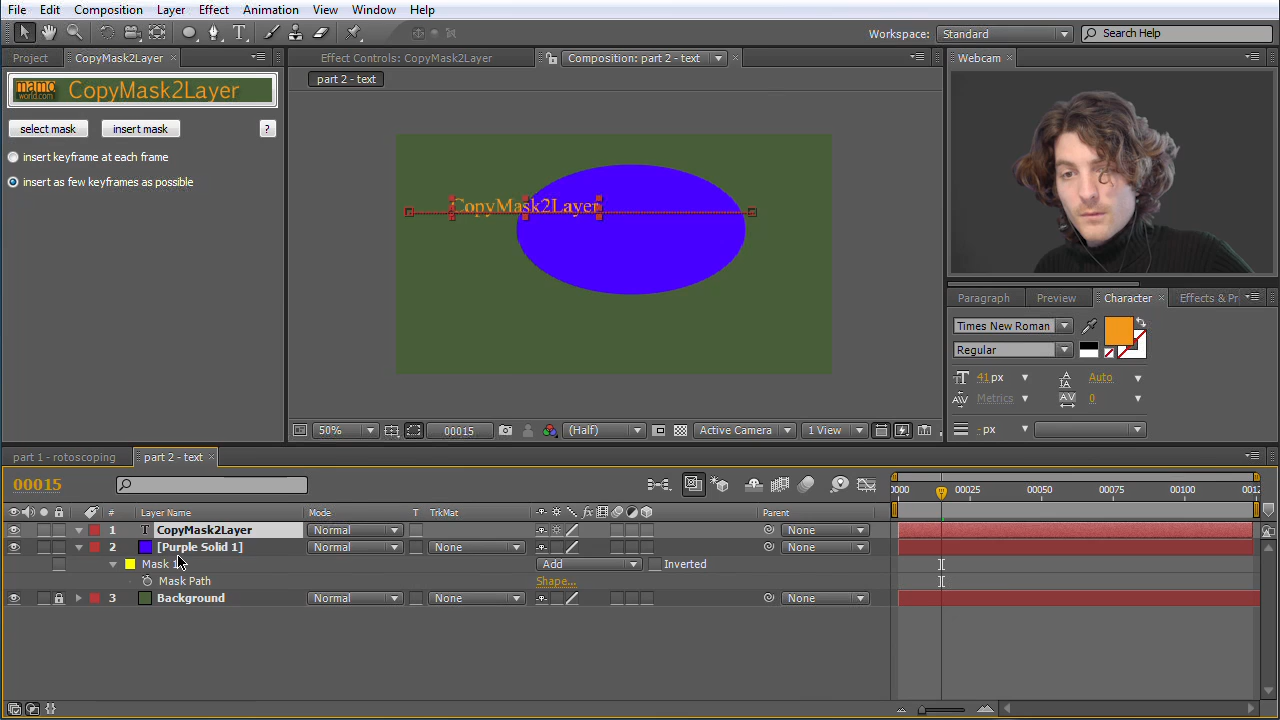 File Edit Composition Layer Effect Animation View Window Help
Workspace: Standard Search Help
Project CopyMask2Layer Effect Controls: CopyMask2Layer Composition: part 2 - text Webcam
part 2 - text
mamo world.com CopyMask2Layer
select mask insert mask ?
insert keyframe at each frame
insert as few keyframes as possible
CopyMask2Layer
Paragraph Preview Character Effects & Pr
Times New Roman
Regular
41 px Auto
Metrics 0
- px
50% 00015 (Half) Active Camera 1 View
part 1 - rotoscoping part 2 - text
00015 0000 00025 00050 00075 00100 0012
# Layer Name Mode T TrkMat Parent
1 T CopyMask2Layer Normal None
2 [Purple Solid 1] Normal None None
Mask 1 Add Inverted
Mask Path Shape...
3 Background Normal None None